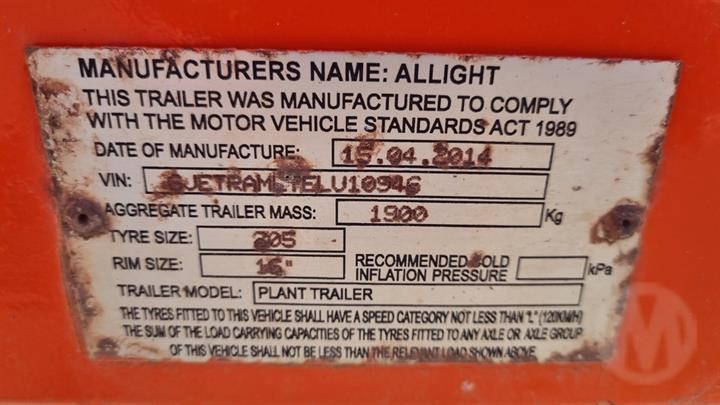 MANUFACTURERS NAME: ALLIGHT
THIS TRAILER WAS MANUFACTURED TO COMPLY
WITH THE MOTOR VEHICLE STANDARDS ACT 1989
DATE OF MANUFACTURE: 15.04.2014
VIN:
AGGREGATE TRAILER MASS: 1900 Kg
TYRE SIZE: 205
RIM SIZE: 16"
RECOMMENDED COLD
INFLATION PRESSURE kPa
TRAILER MODEL: PLANT TRAILER
THE TYRES FITTED TO THIS VEHICLE SHALL HAVE A SPEED CATEGORY NOT LESS THAN "L" (120KM/H)
THE SUM OF THE LOAD CARRYING CAPACITIES OF THE TYRES FITTED TO ANY AXLE OR AXLE GROUP
OF THIS VEHICLE SHALL NOT BE LESS THAN THE RELEVANT LOAD SHOWN ABOVE
M